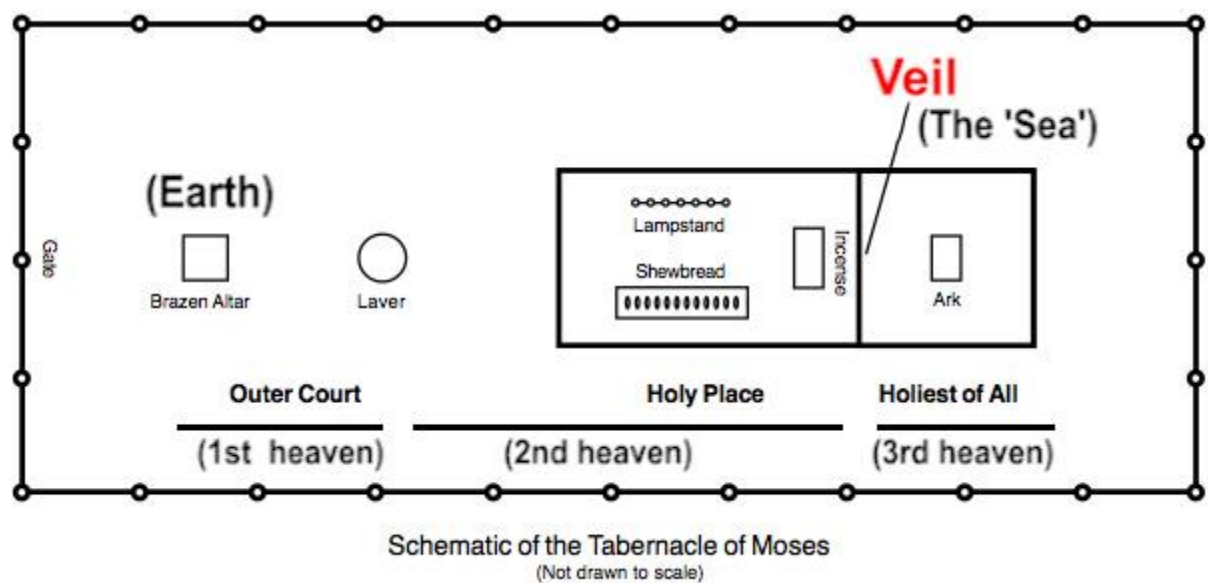 Veil
(The 'Sea')
(Earth)
Lampstand
Gate
Incense
Shewbread
Brazen Altar
Laver
Ark
Outer Court
Holy Place
Holiest of All
(1st heaven)
(2nd heaven)
(3rd heaven)
Schematic of the Tabernacle of Moses
(Not drawn to scale)